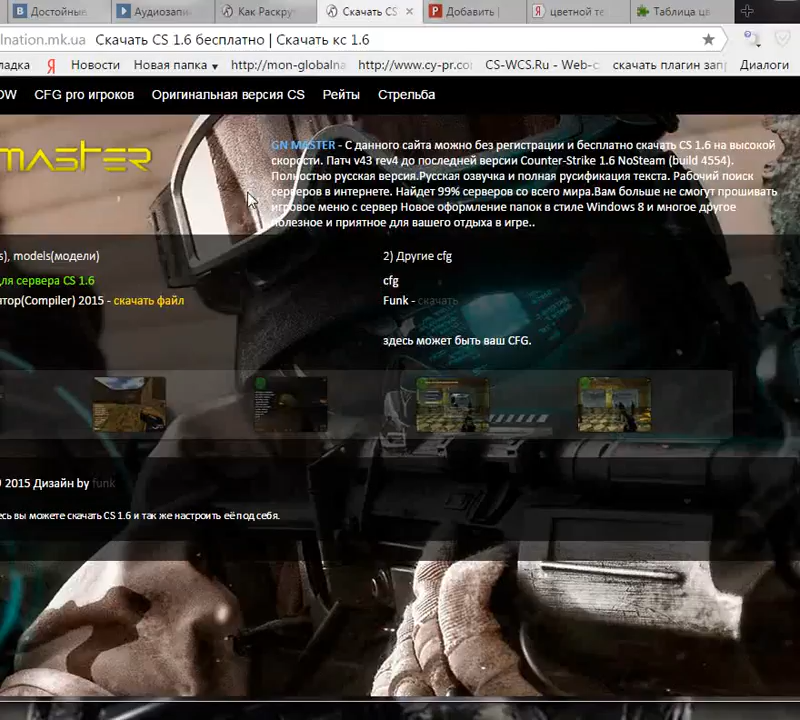 Достойные
Аудиозапи
Как Раскру
Скачать CS
Добавить
цветной те
Таблица цв
lnation.mk.ua Скачать CS 1.6 бесплатно | Скачать кс 1.6
ладка Новости Новая папка http://mon-globalna http://www.cy-pr.co CS-WCS.Ru - Web-с скачать плагин зап Диалоги
OW CFG pro игроков Оригинальная версия CS Рейты Стрельба
MASTER
GN MASTER - С данного сайта можно без регистрации и бесплатно скачать CS 1.6 на высокой
скорости. Патч v43 rev4 до последней версии Counter-Strike 1.6 NoSteam (build 4554).
Полностью русская версия.Русская озвучка и полная русификация текста. Рабочий поиск
серверов в интернете. Найдет 99% серверов со всего мира.Вам больше не смогут прошивать
игровое меню с сервер Новое оформление папок в стиле Windows 8 и многое другое
полезное и приятное для вашего отдыха в игре..
s), models(модели)
ля сервера CS 1.6
тор(Compiler) 2015 - скачать файл
2) Другие cfg
cfg
Funk - скачать
здесь может быть ваш CFG.
2015 Дизайн by funk
есь вы можете скачать CS 1.6 и так же настроить её под себя.